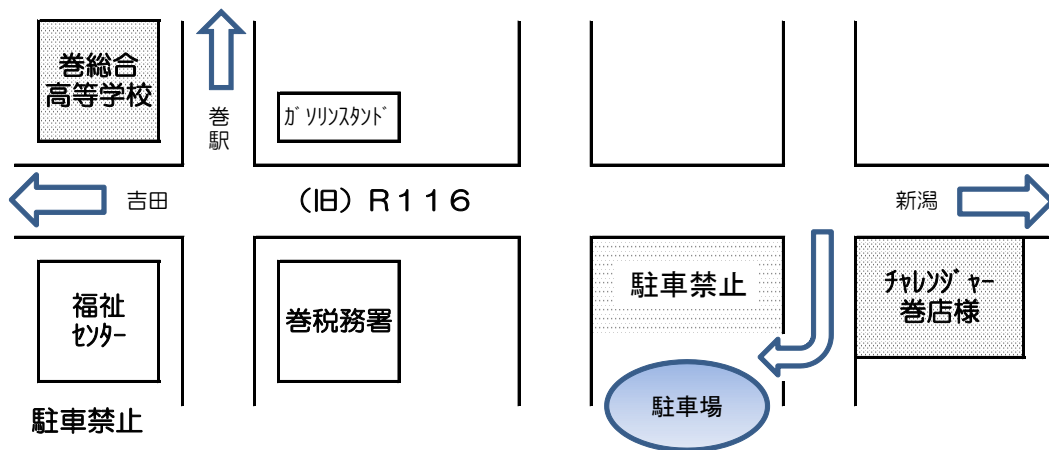 巻総合
高等学校
巻
駅
ガソリンスタンド
吉田
(旧)R116
新潟
福祉
センター
巻税務署
駐車禁止
チャレンジャー
巻店様
駐車場
駐車禁止